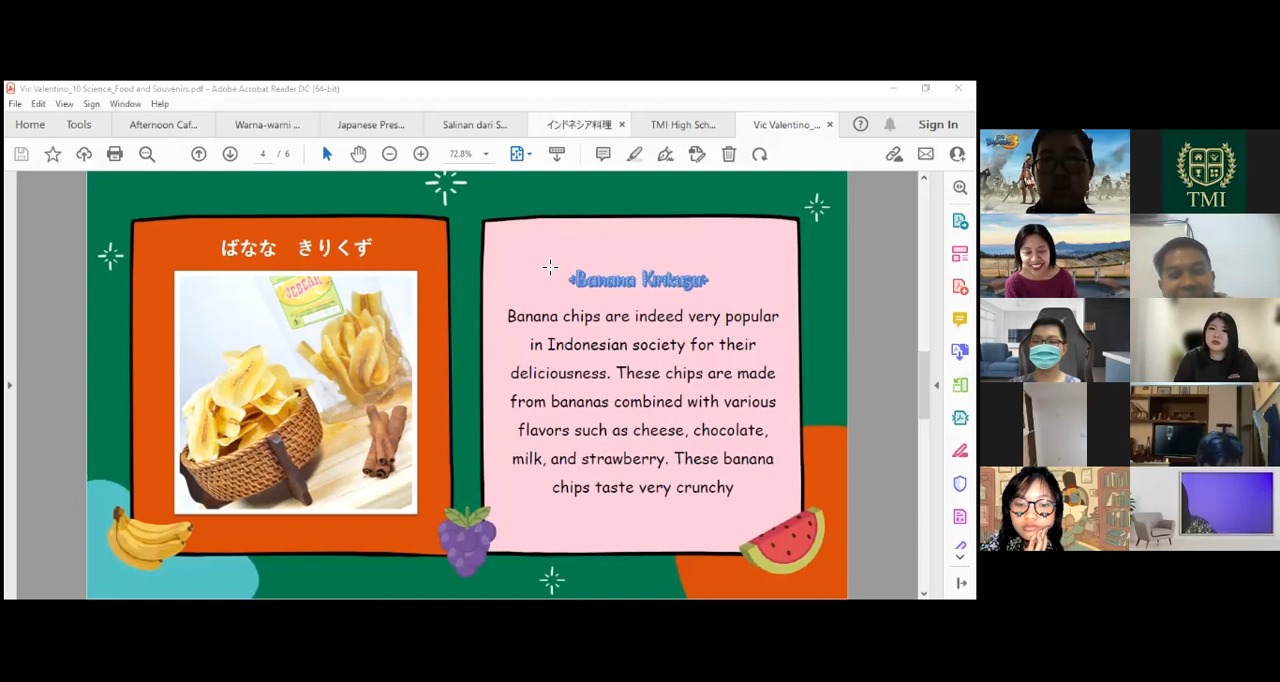 Vic Valentino_10 Science_Food and Souvenirs.pdf - Adobe Acrobat Reader DC (64-bit)
File Edit View Sign Window Help
Home Tools Afternoon Caf... Warna-warni ... Japanese Pres... Salinan dari S... インドネシア料理 TMI High Sch... Vic Valentino_... Sign In
4 / 6 72.8%
ばなな きりくず
JEBEAR
Banana Kirikuzu
Banana chips are indeed very popular
in Indonesian society for their
deliciousness. These chips are made
from bananas combined with various
flavors such as cheese, chocolate,
milk, and strawberry. These banana
chips taste very crunchy
3
TMI